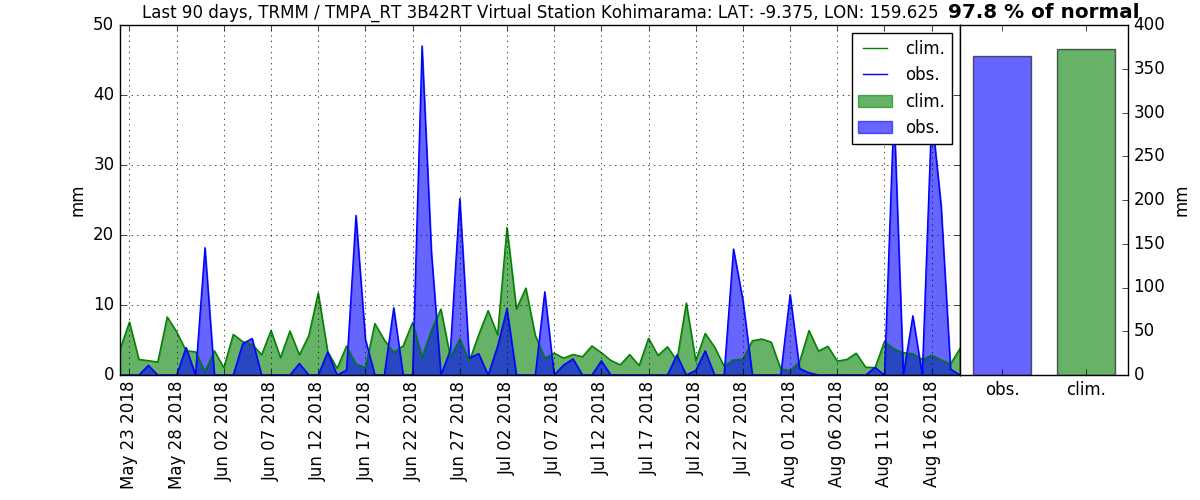 Last 90 days, TRMM / TMPA_RT 3B42RT Virtual Station Kohimarama: LAT: -9.375, LON: 159.625 97.8 % of normal
50
40
30
20
10
0
mm
clim.
obs.
clim.
obs.
400
350
300
250
200
150
100
50
0
mm
May 23 2018
May 28 2018
Jun 02 2018
Jun 07 2018
Jun 12 2018
Jun 17 2018
Jun 22 2018
Jun 27 2018
Jul 02 2018
Jul 07 2018
Jul 12 2018
Jul 17 2018
Jul 22 2018
Jul 27 2018
Aug 01 2018
Aug 06 2018
Aug 11 2018
Aug 16 2018
obs.
clim.